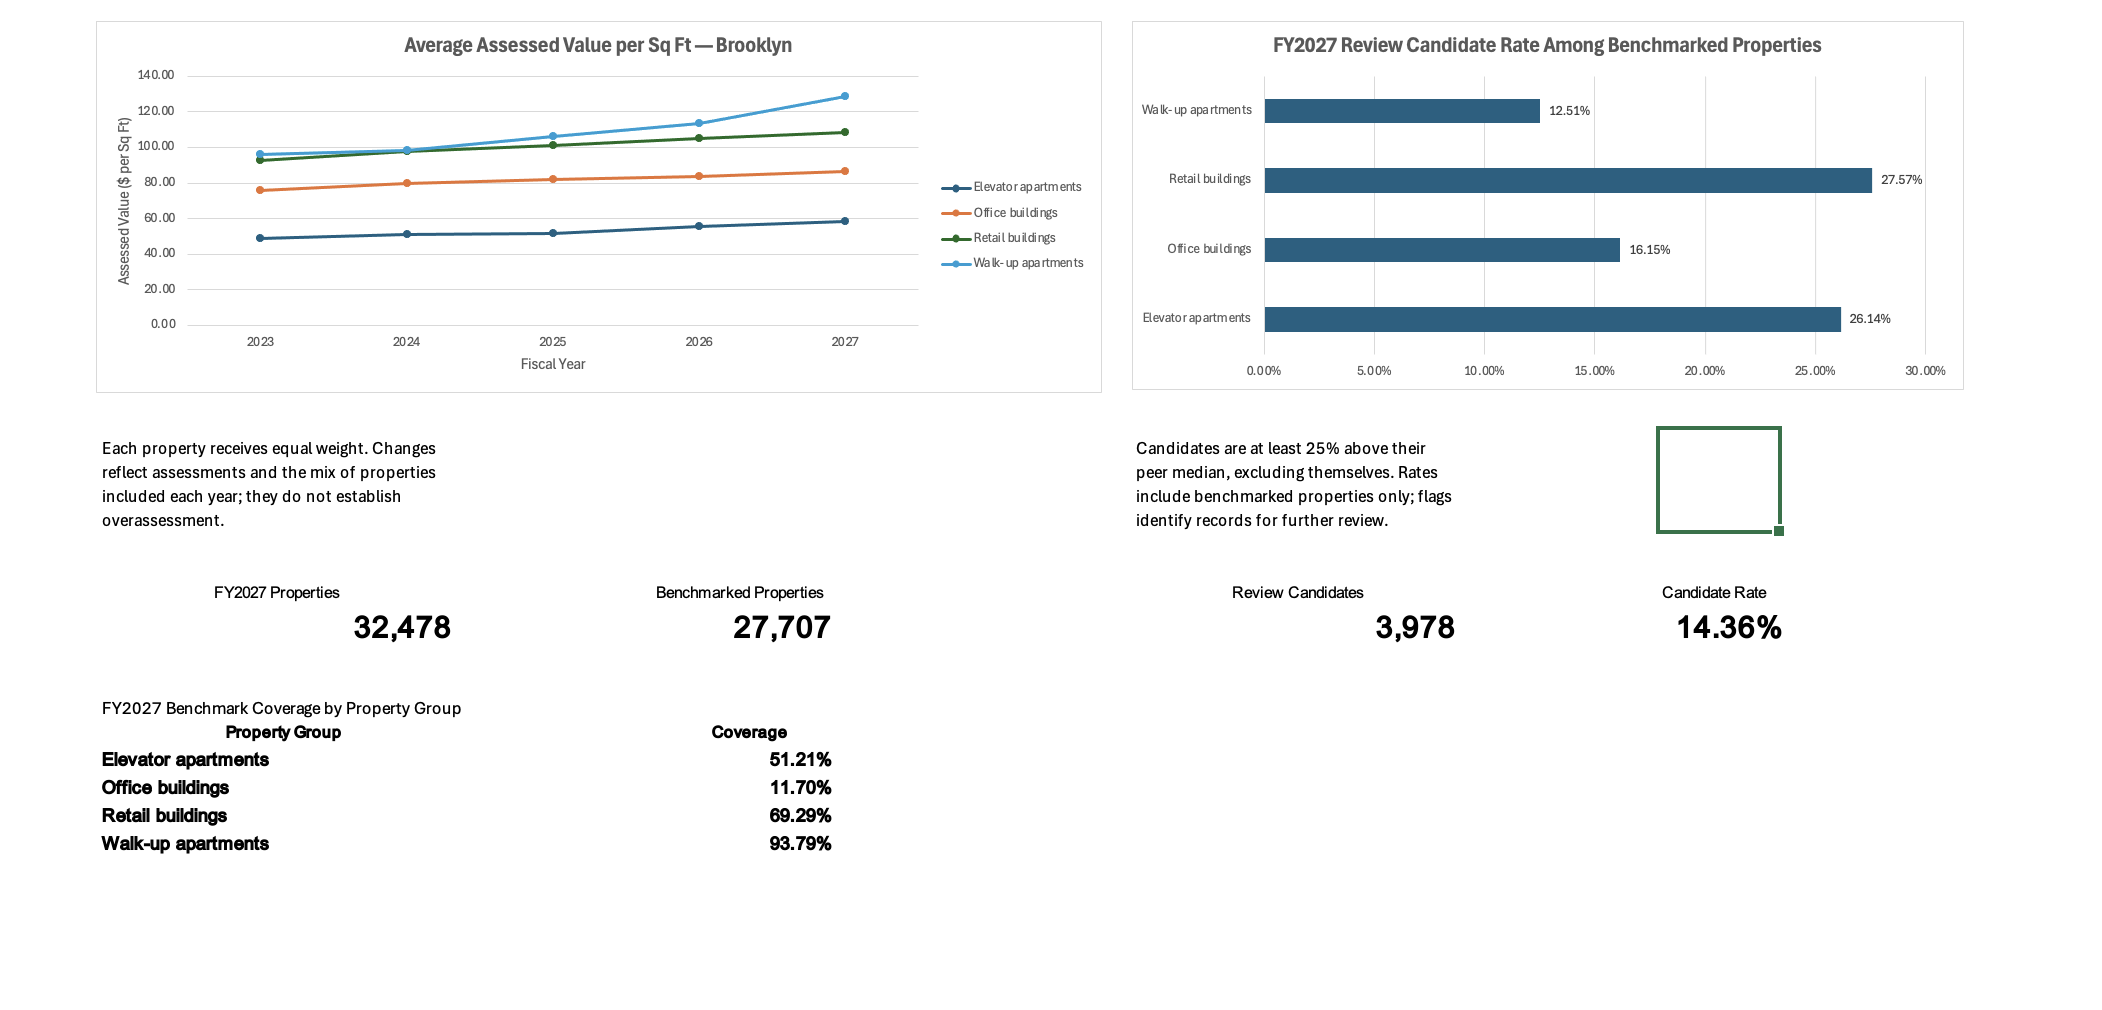 Average Assessed Value per Sq Ft — Brooklyn
140.00
120.00
100.00
80.00
60.00
40.00
20.00
0.00
Assessed Value ($ per Sq Ft)
2023 2024 2025 2026 2027
Fiscal Year
Elevator apartments
Office buildings
Retail buildings
Walk-up apartments
FY2027 Review Candidate Rate Among Benchmarked Properties
Walk-up apartments 12.51%
Retail buildings 27.57%
Office buildings 16.15%
Elevator apartments 26.14%
0.00% 5.00% 10.00% 15.00% 20.00% 25.00% 30.00%
Each property receives equal weight. Changes
reflect assessments and the mix of properties
included each year; they do not establish
overassessment.
Candidates are at least 25% above their
peer median, excluding themselves. Rates
include benchmarked properties only; flags
identify records for further review.
FY2027 Properties Benchmarked Properties Review Candidates Candidate Rate
32,478 27,707 3,978 14.36%
FY2027 Benchmark Coverage by Property Group
Property Group Coverage
Elevator apartments 51.21%
Office buildings 11.70%
Retail buildings 69.29%
Walk-up apartments 93.79%